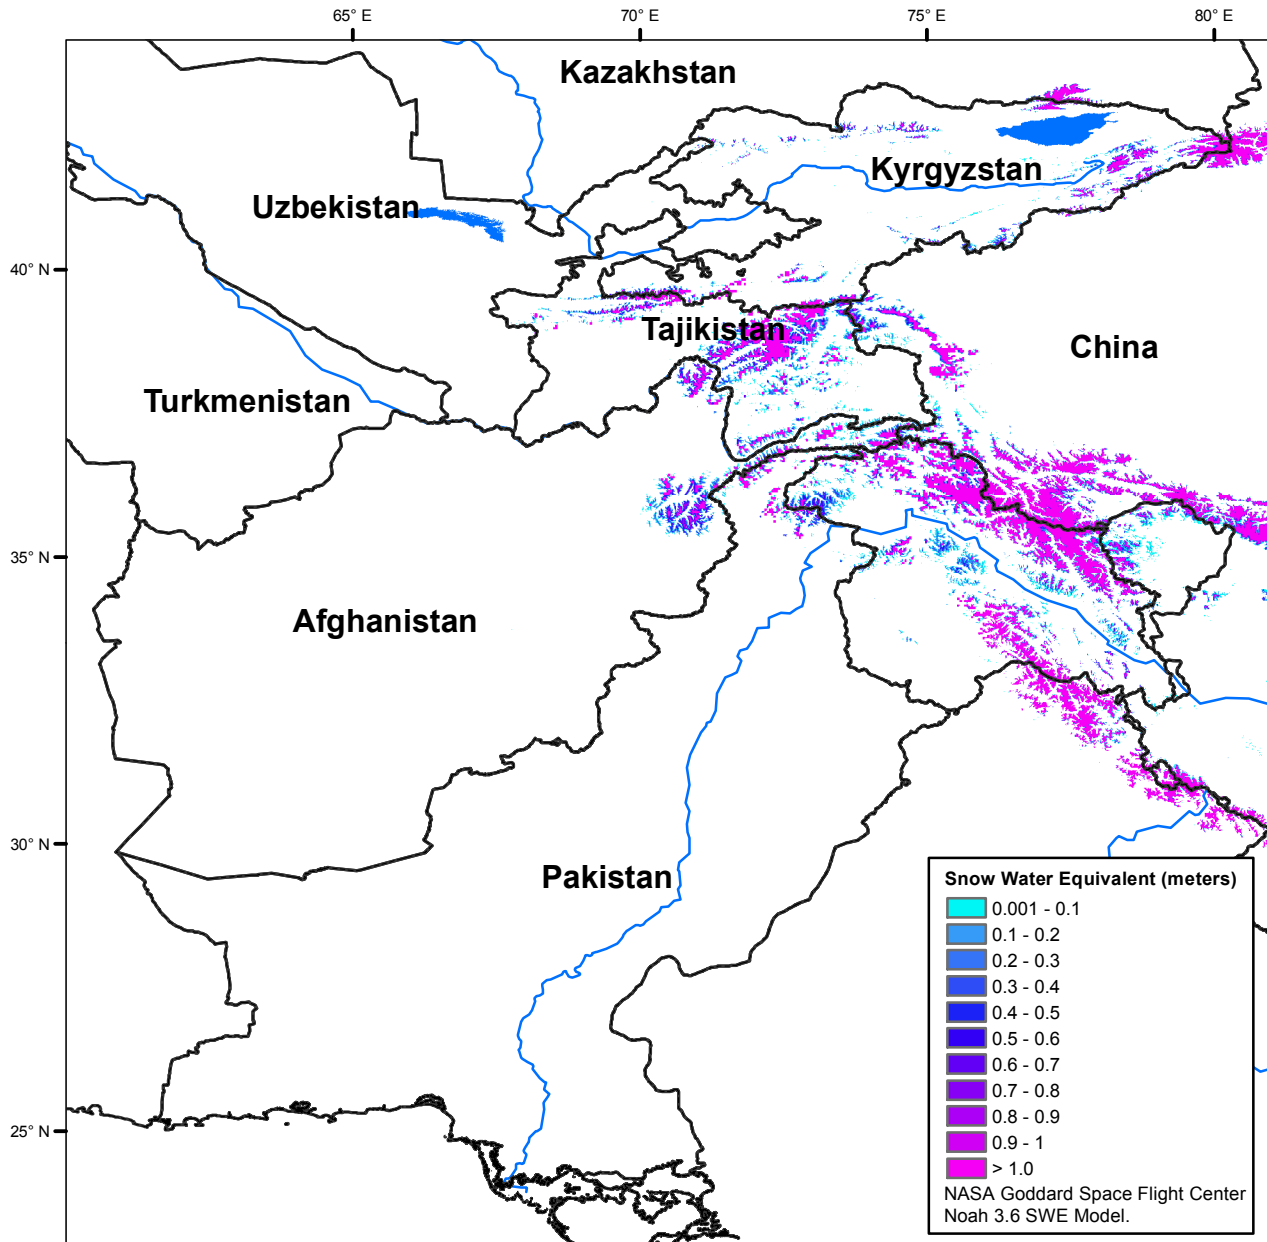 65° E
70° E
75° E
80° E
Kazakhstan
Kyrgyzstan
Uzbekistan
40° N
Tajikistan
China
Turkmenistan
35° N
Afghanistan
30° N
Pakistan
Snow Water Equivalent (meters)
0.001 - 0.1
0.1 - 0.2
0.2 - 0.3
0.3 - 0.4
0.4 - 0.5
0.5 - 0.6
0.6 - 0.7
0.7 - 0.8
0.8 - 0.9
0.9 - 1
> 1.0
NASA Goddard Space Flight Center
Noah 3.6 SWE Model.
25° N